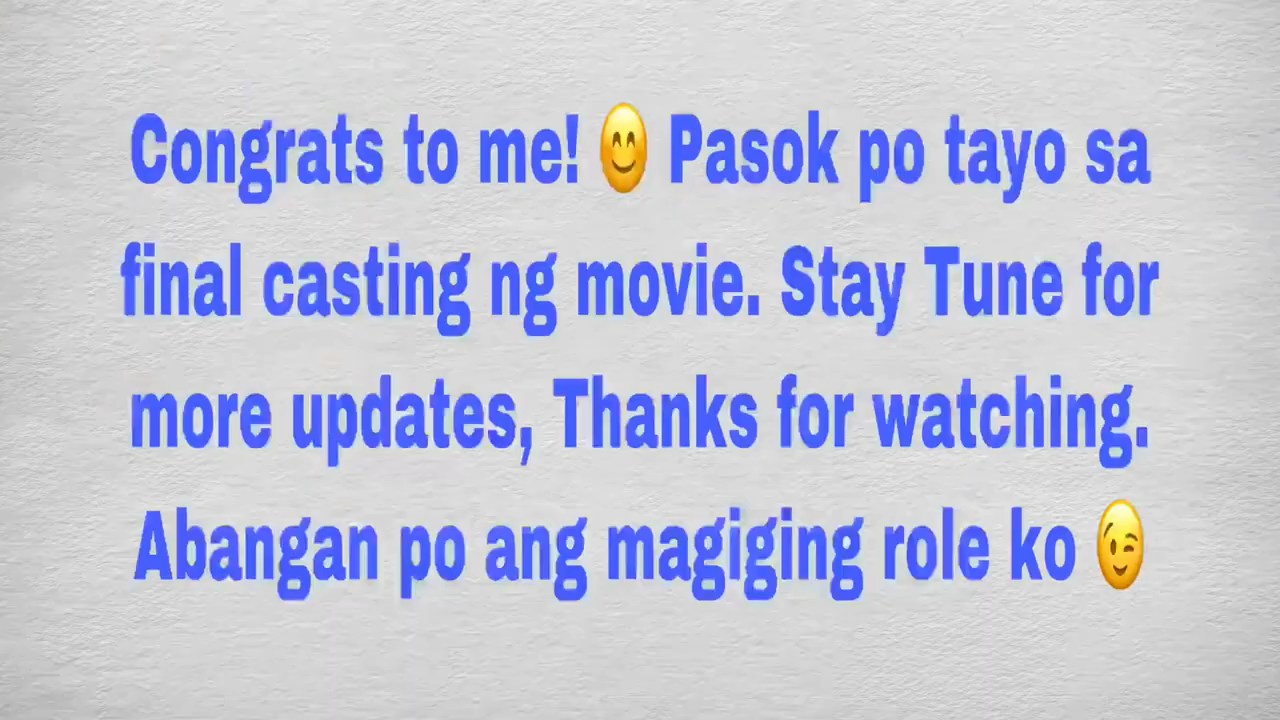 Congrats to me! 😊 Pasok po tayo sa
final casting ng movie. Stay Tune for
more updates, Thanks for watching.
Abangan po ang magiging role ko 😉